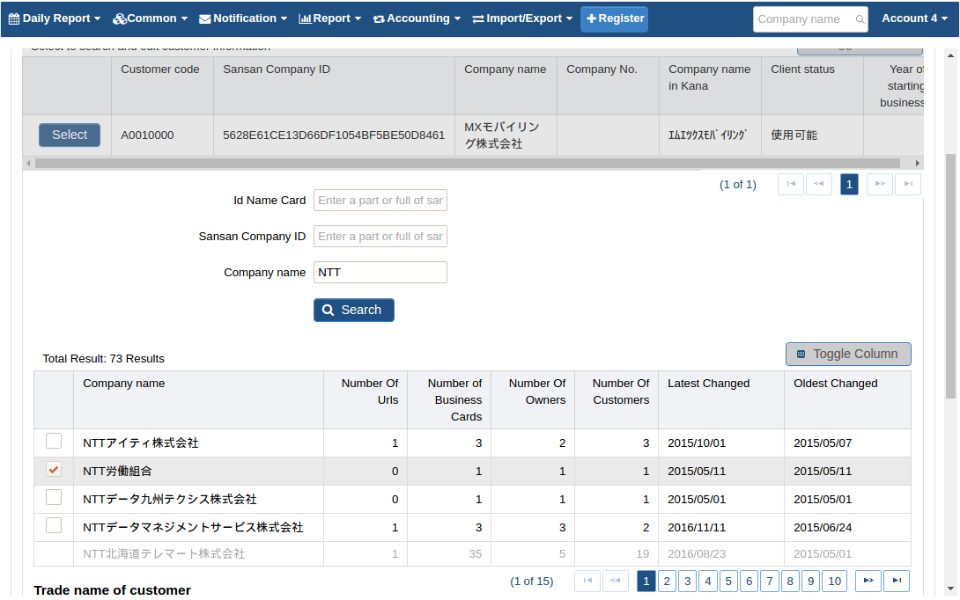 Daily Report Common Notification Report Accounting Import/Export Register Company name Account 4
Select to search and edit customer information
Customer code Sansan Company ID Company name Company No. Company name in Kana Client status Year of starting business
Select A0010000 5628E61CE13D66DF1054BF5BE50D8461 MXモバイリング株式会社 ｴﾑｴｯｸｽﾓﾊﾞｲﾘﾝｸﾞ 使用可能
(1 of 1) 1
Id Name Card Enter a part or full of sar
Sansan Company ID Enter a part or full of sar
Company name NTT
Search
Total Result: 73 Results Toggle Column
Company name Number Of Urls Number of Business Cards Number Of Owners Number Of Customers Latest Changed Oldest Changed
NTTアイティ株式会社 1 3 2 3 2015/10/01 2015/05/07
NTT労働組合 0 1 1 1 2015/05/11 2015/05/11
NTTデータ九州テクシス株式会社 0 1 1 1 2015/05/01 2015/05/01
NTTデータマネジメントサービス株式会社 1 3 3 2 2016/11/11 2015/06/24
NTT北海道テレマート株式会社 1 35 5 19 2016/08/23 2015/05/01
(1 of 15) 1 2 3 4 5 6 7 8 9 10
Trade name of customer